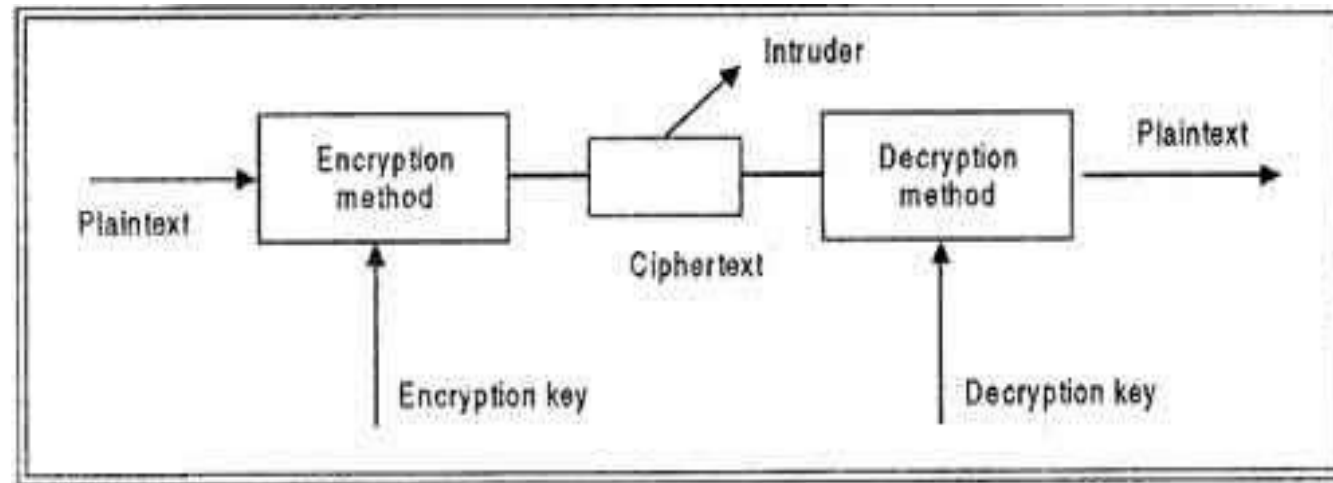 Intruder
Plaintext
Encryption
method
Decryption
method
Plaintext
Ciphertext
Encryption key
Decryption key